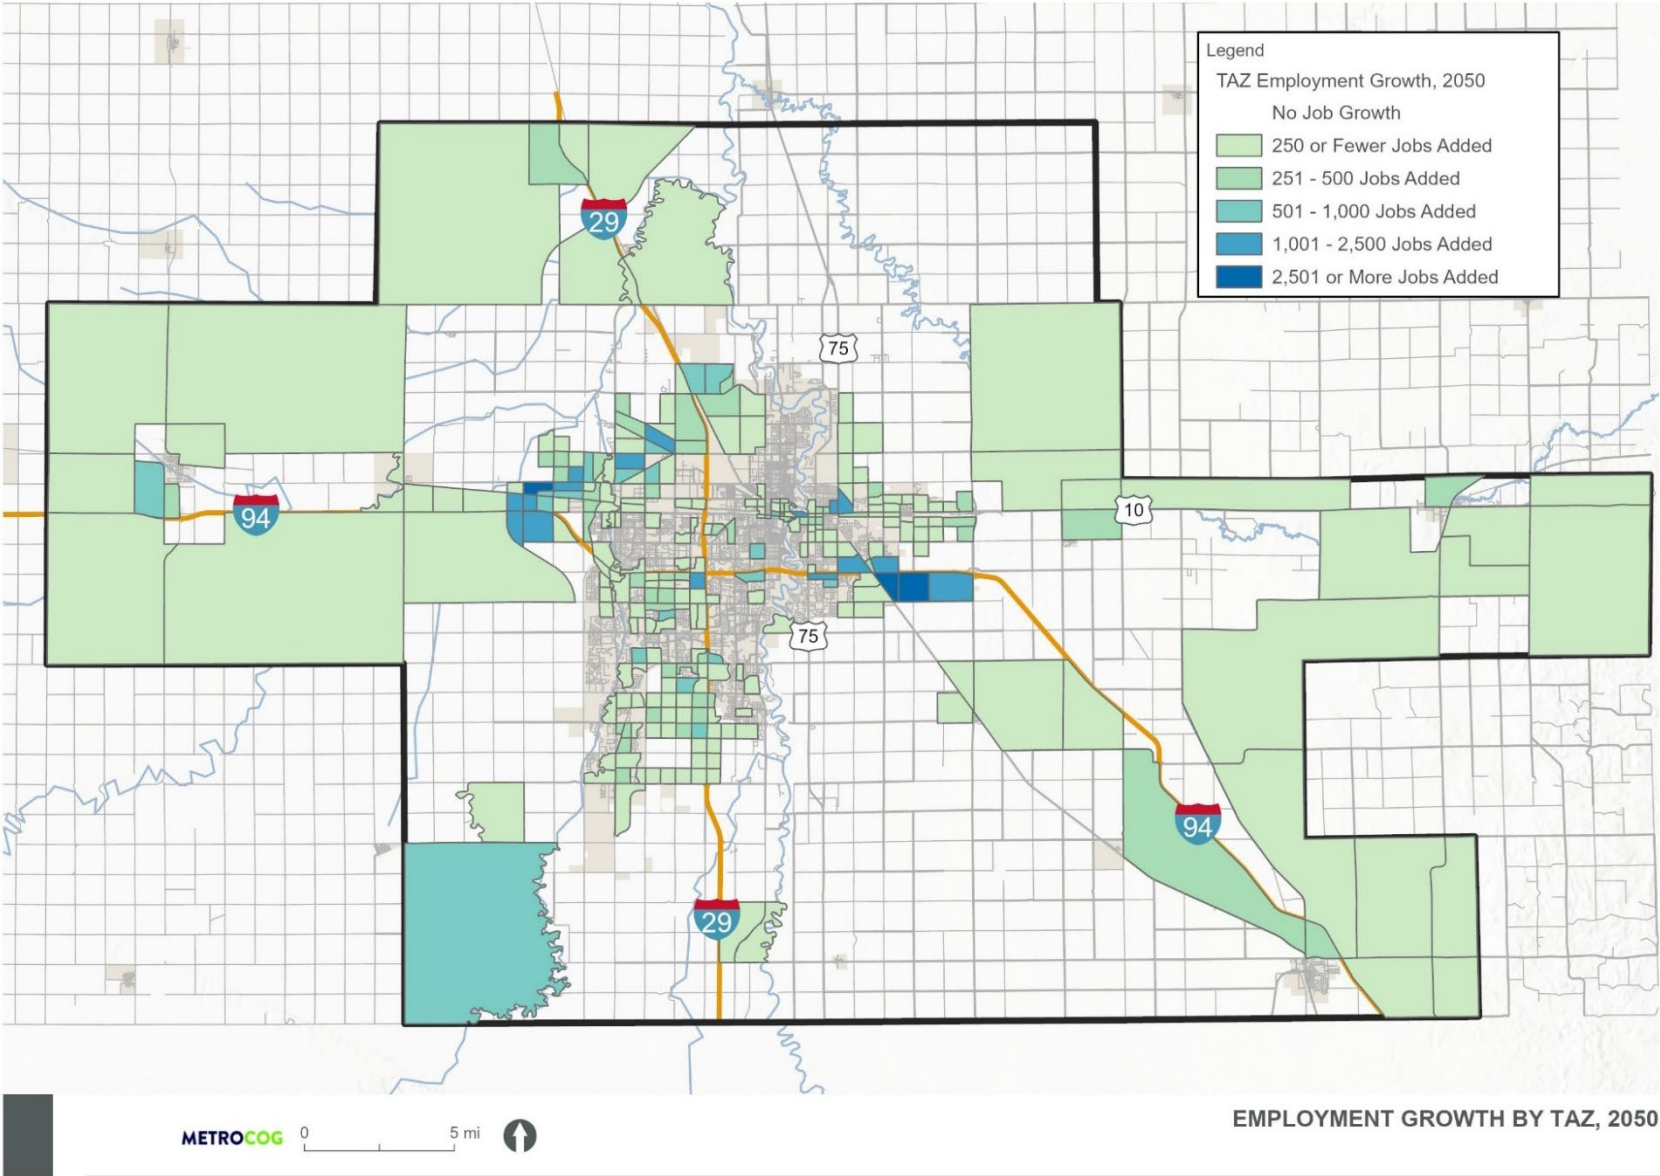 Legend
TAZ Employment Growth, 2050
No Job Growth
250 or Fewer Jobs Added
251 - 500 Jobs Added
501 - 1,000 Jobs Added
1,001 - 2,500 Jobs Added
2,501 or More Jobs Added
29
75
94
10
75
94
29
EMPLOYMENT GROWTH BY TAZ, 2050
METROCOG
0 5 mi